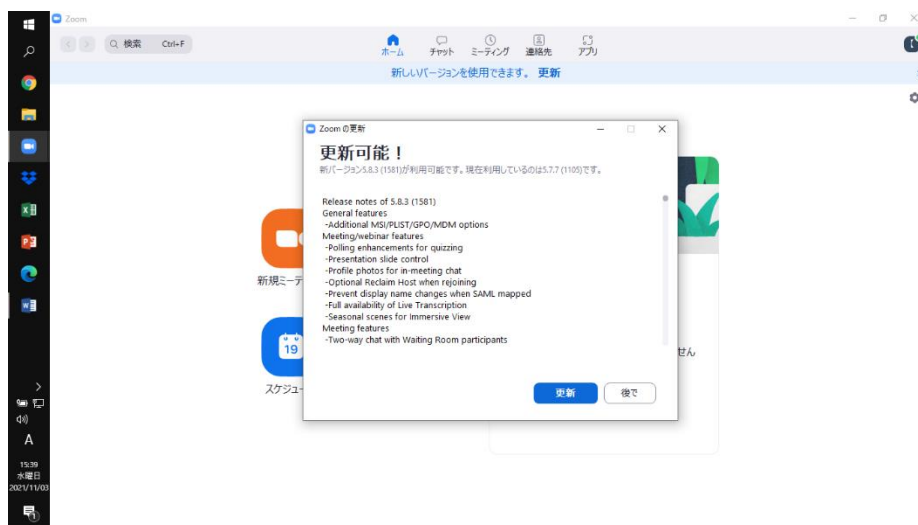 Zoom
検索 Ctrl+F
ホーム チャット ミーティング 連絡先 アプリ
新しいバージョンを使用できます。 更新
Zoom の更新
更新可能！
新バージョン5.8.3 (1581)が利用可能です。現在利用しているのは5.7.7 (1105)です。
Release notes of 5.8.3 (1581)
General features
-Additional MSI/PLIST/GPO/MDM options
Meeting/webinar features
-Polling enhancements for quizzing
-Presentation slide control
-Profile photos for in-meeting chat
-Optional Reclaim Host when rejoining
-Prevent display name changes when SAML mapped
-Full availability of Live Transcription
-Seasonal scenes for Immersive View
Meeting features
-Two-way chat with Waiting Room participants
更新 後で
新規ミーテ
19
スケジュー
せん
A
15:39
水曜日
2021/11/03